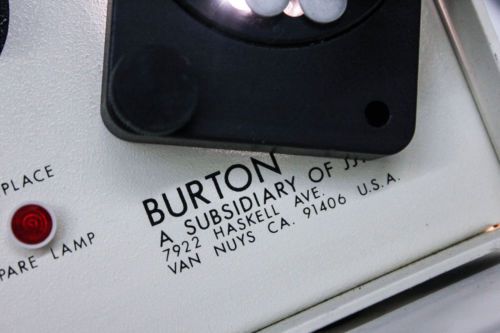 PLACE
PARE LAMP
BURTON
A SUBSIDIARY OF
7922 HASKELL AVE.
VAN NUYS CA. 91406 U.S.A.